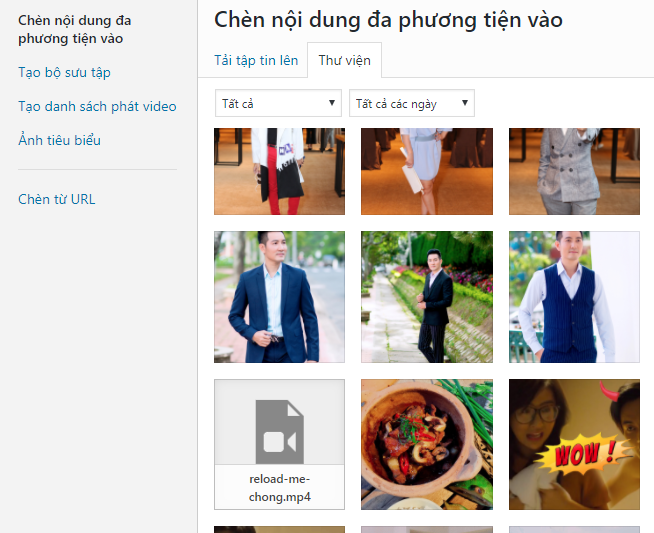 Chèn nội dung đa
phương tiện vào
Tạo bộ sưu tập
Tạo danh sách phát video
Ảnh tiêu biểu
Chèn từ URL
Chèn nội dung đa phương tiện vào
Tải tập tin lên
Thư viện
Tất cả
Tất cả các ngày
reload-me-
chong.mp4
WOW !